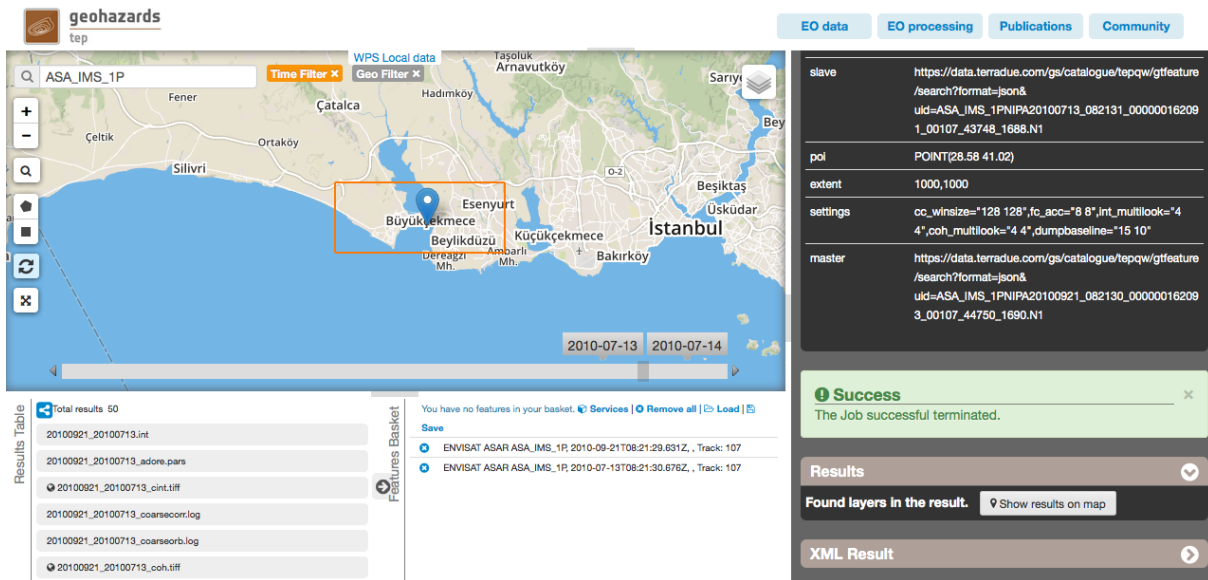 geohazards
tep
EO data
EO processing
Publications
Community
WPS Local data
ASA_IMS_1P
Time Filter ×
Geo Filter ×
Taşoluk
Arnavutköy
Hadımköy
Fener
Çatalca
Çeltik
Ortaköy
Silivri
O-2
Beşiktaş
Üsküdar
Esenyurt
İstanbul
Büyükçekmece
Beylikdüzü
Küçükçekmece
Dereağzı
Mh.
Ambarlı
Mh.
Bakırköy
2010-07-13
2010-07-14
Results Table
Total results 50
20100921_20100713.int
20100921_20100713_adore.pars
20100921_20100713_cint.tiff
20100921_20100713_coarsecorr.log
20100921_20100713_coarseorb.log
20100921_20100713_coh.tiff
Features Basket
You have no features in your basket. Services | Remove all | Load |
Save
ENVISAT ASAR ASA_IMS_1P, 2010-09-21T08:21:29.631Z, , Track: 107
ENVISAT ASAR ASA_IMS_1P, 2010-07-13T08:21:30.676Z, , Track: 107
slave
https://data.terradue.com/gs/catalogue/tepqw/gtfeature
/search?format=json&
uid=ASA_IMS_1PNIPA20100713_082131_00000016209
1_00107_43748_1688.N1
poi
POINT(28.58 41.02)
extent
1000,1000
settings
cc_winsize="128 128",fc_acc="8 8",int_multilook="4
4",coh_multilook="4 4",dumpbaseline="15 10"
master
https://data.terradue.com/gs/catalogue/tepqw/gtfeature
/search?format=json&
uid=ASA_IMS_1PNIPA20100921_082130_00000016209
3_00107_44750_1690.N1
Success
×
The Job successful terminated.
Results
Found layers in the result.
Show results on map
XML Result